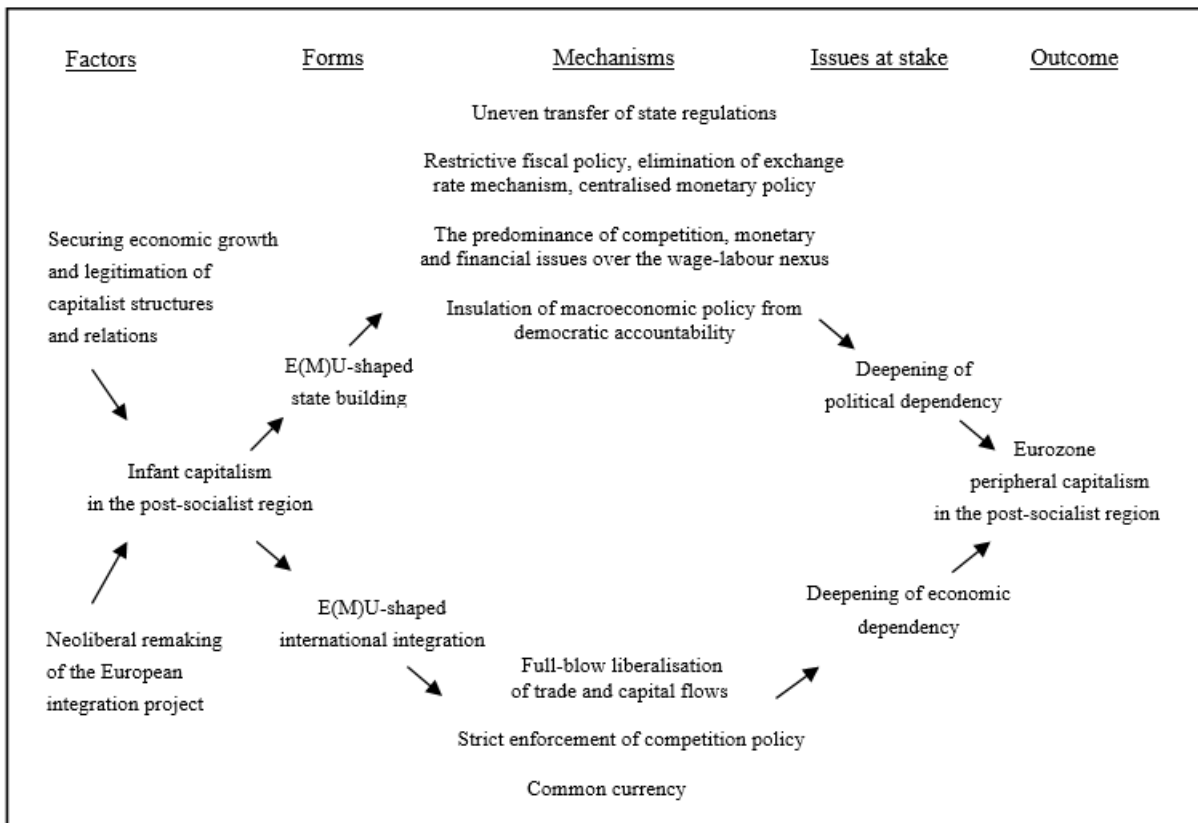 Factors
Forms
Mechanisms
Issues at stake
Outcome
Uneven transfer of state regulations
Restrictive fiscal policy, elimination of exchange
rate mechanism, centralised monetary policy
Securing economic growth
and legitimation of
capitalist structures
and relations
The predominance of competition, monetary
and financial issues over the wage-labour nexus
Insulation of macroeconomic policy from
democratic accountability
E(M)U-shaped
state building
Deepening of
political dependency
Infant capitalism
in the post-socialist region
Eurozone
peripheral capitalism
in the post-socialist region
E(M)U-shaped
international integration
Deepening of economic
dependency
Neoliberal remaking
of the European
integration project
Full-blow liberalisation
of trade and capital flows
Strict enforcement of competition policy
Common currency